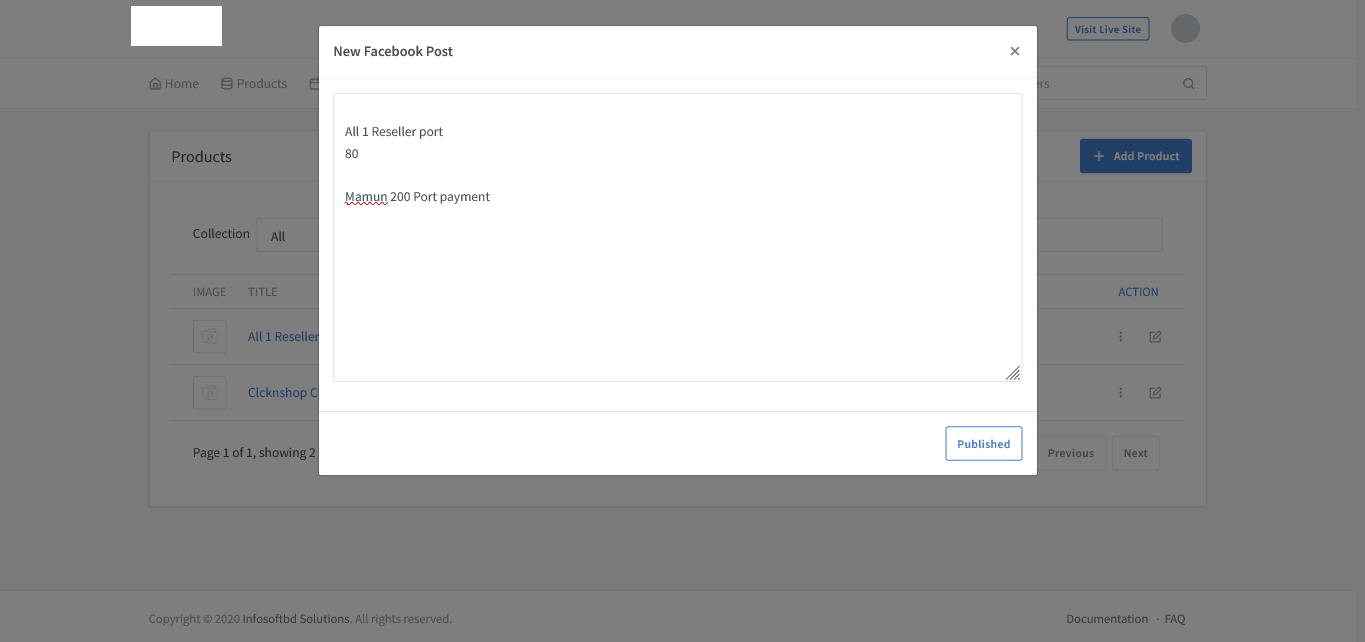 Visit Live Site
New Facebook Post
Home
Products
All 1 Reseller port
80
Mamun 200 Port payment
Products
Add Product
Collection
All
IMAGE
TITLE
ACTION
All 1 Reseller
Clcknshop
Page 1 of 1, showing 2
Published
Previous
Next
Copyright © 2020 Infosoftbd Solutions. All rights reserved.
Documentation · FAQ